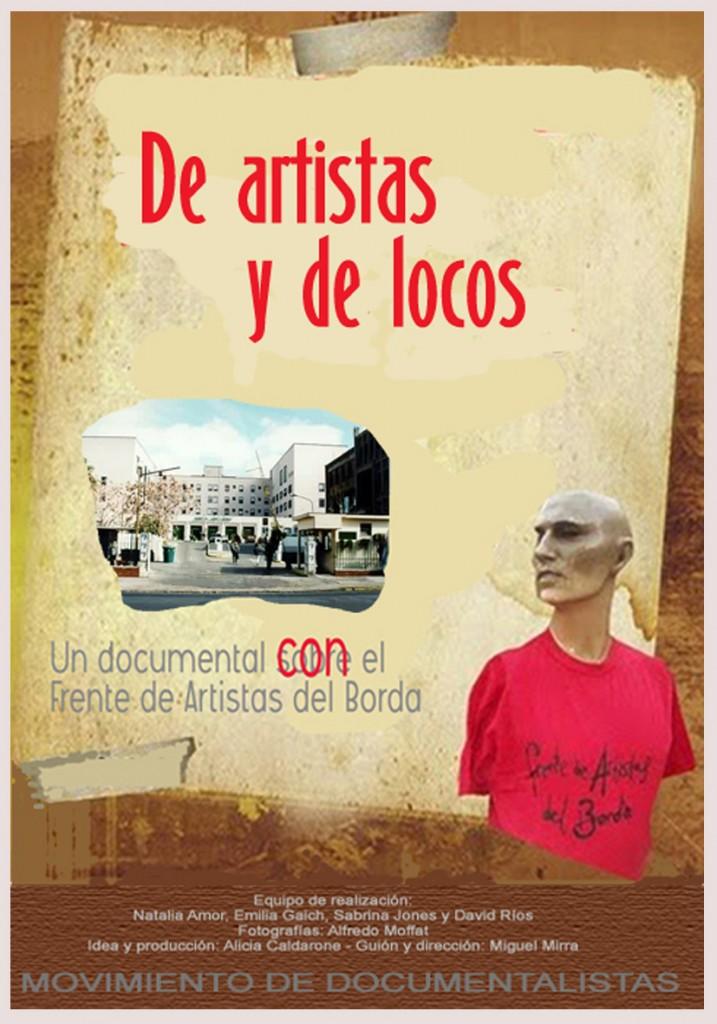 De artistas
y de locos
Un documental sobre el
con
Frente de Artistas del Borda
frente de Artistas
del Borda
Equipo de realización:
Natalia Amor, Emilia Gaich, Sabrina Jones y David Ríos
Fotografías: Alfredo Moffat
Idea y producción: Alicia Caldarone - Guión y dirección: Miguel Mirra
MOVIMIENTO DE DOCUMENTALISTAS